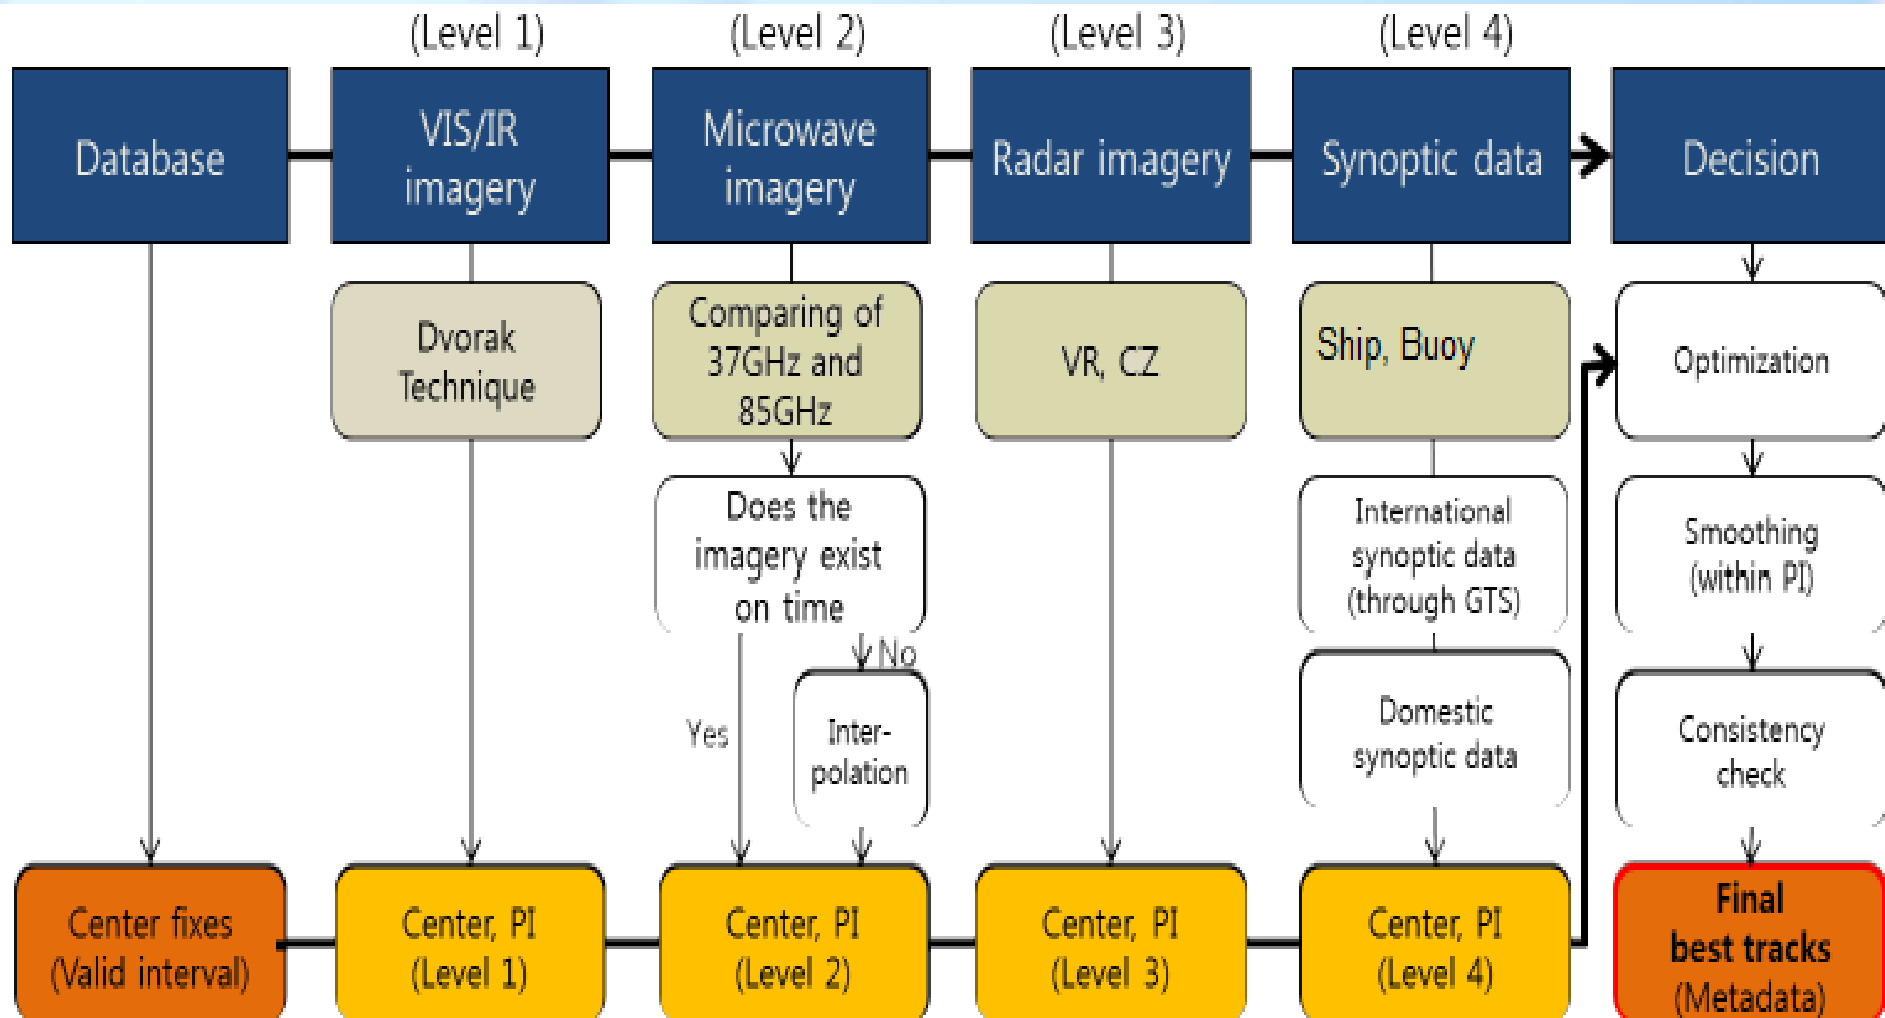 (Level 1)
(Level 2)
(Level 3)
(Level 4)
Database
VIS/IR
imagery
Microwave
imagery
Radar imagery
Synoptic data
Decision
Dvorak
Technique
Comparing of
37GHz and
85GHz
VR, CZ
Ship, Buoy
Optimization
Does the
imagery exist
on time
International
synoptic data
(through GTS)
Smoothing
(within PI)
No
Yes
Inter-
polation
Domestic
synoptic data
Consistency
check
Center fixes
(Valid interval)
Center, PI
(Level 1)
Center, PI
(Level 2)
Center, PI
(Level 3)
Center, PI
(Level 4)
Final
best tracks
(Metadata)